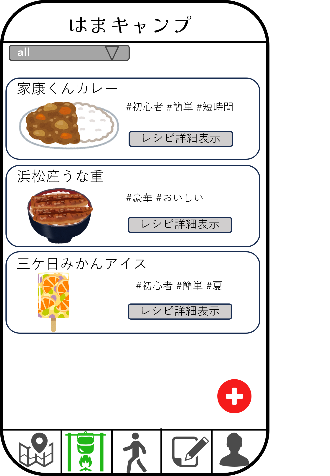 はまキャンプ
all
家康くんカレー
#初心者 #簡単 #短時間
レシピ詳細表示
浜松産うな重
#豪華 #おいしい
レシピ詳細表示
三ケ日みかんアイス
#初心者 #簡単 #夏
レシピ詳細表示